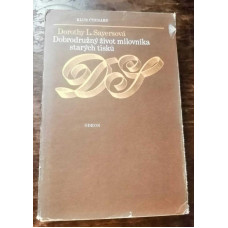 Dorothy L. Sayersová
Dobrodružný život milovníka
starých tisků
DS
ODEON